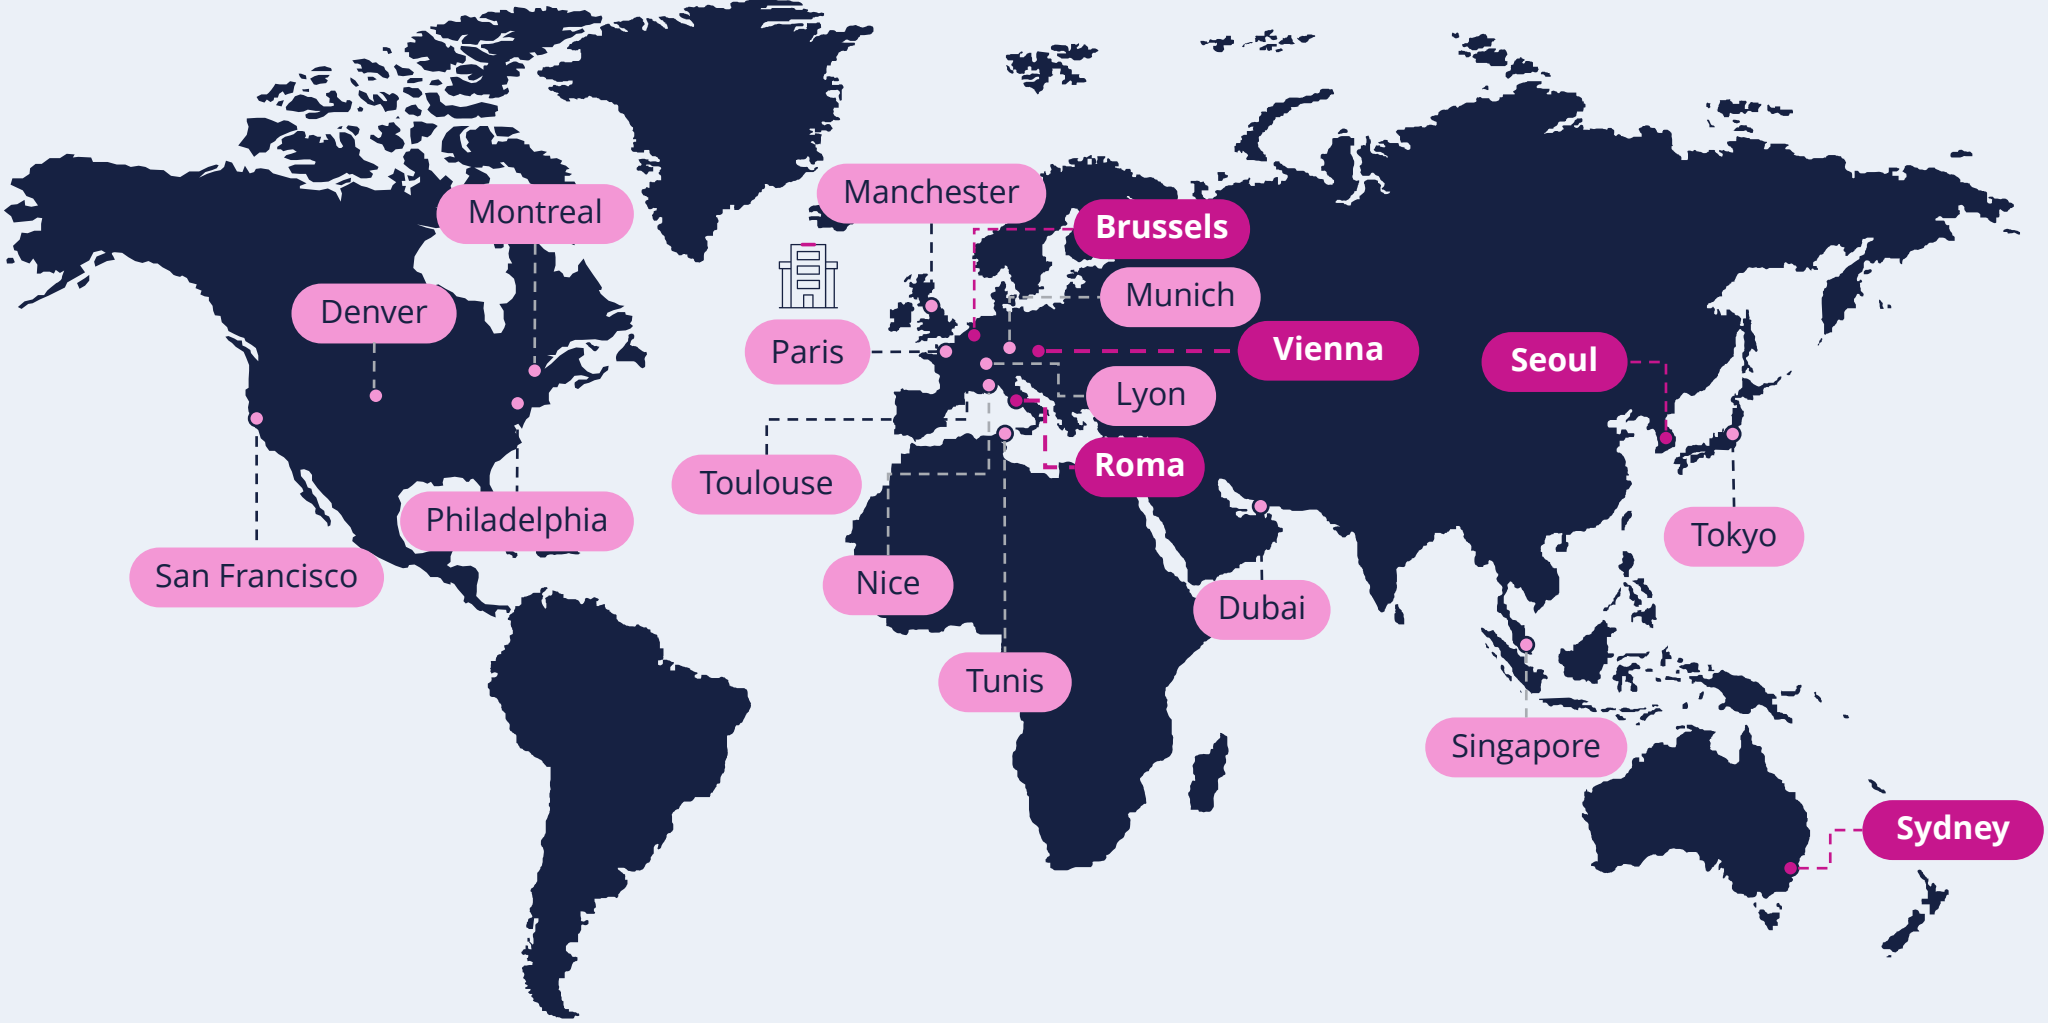 Manchester
Montreal
Brussels
Munich
Denver
Paris
Vienna
Seoul
Lyon
Roma
Toulouse
Philadelphia
Tokyo
San Francisco
Nice
Dubai
Tunis
Singapore
Sydney